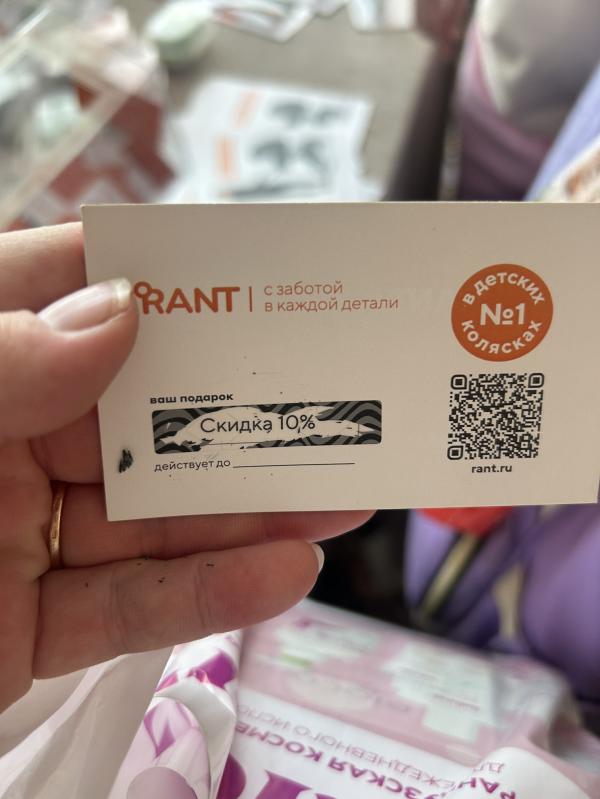 RANT
с заботой
в каждой детали
в детских
№1
колясках
ваш подарок
Скидка 10%
действует до
rant.ru